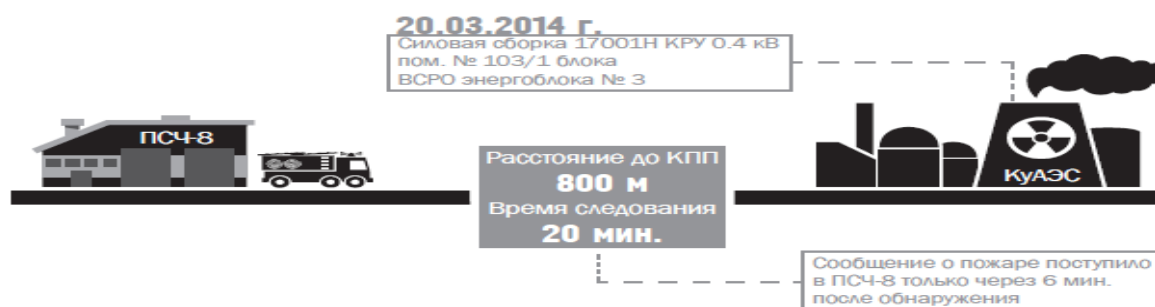 20.03.2014 г.
Силовая сборка 17001Н КРУ 0.4 кВ
пом. № 103/1 блока
ВСРО энергоблока № 3
ПСЧ-8
Расстояние до КПП
800 м
Время следования
20 мин.
КуАЭС
Сообщение о пожаре поступило
в ПСЧ-8 только через 6 мин.
после обнаружения